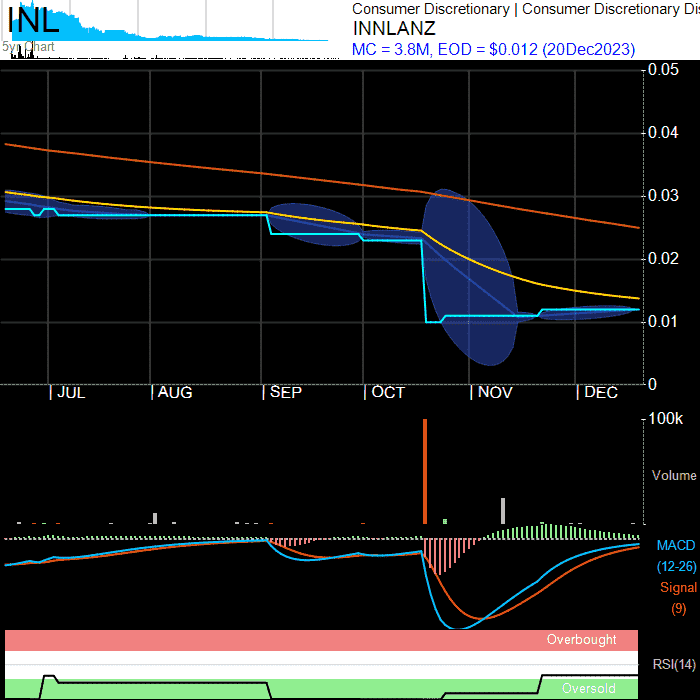 INL
5yr Chart
Consumer Discretionary | Consumer Discretionary Dis
INNLANZ
MC = 3.8M, EOD = $0.012 (20Dec2023)
0.05
0.04
0.03
0.02
0.01
0
JUL AUG SEP OCT NOV DEC
100k
Volume
MACD
(12-26)
Signal
(9)
Overbought
RSI(14)
Oversold